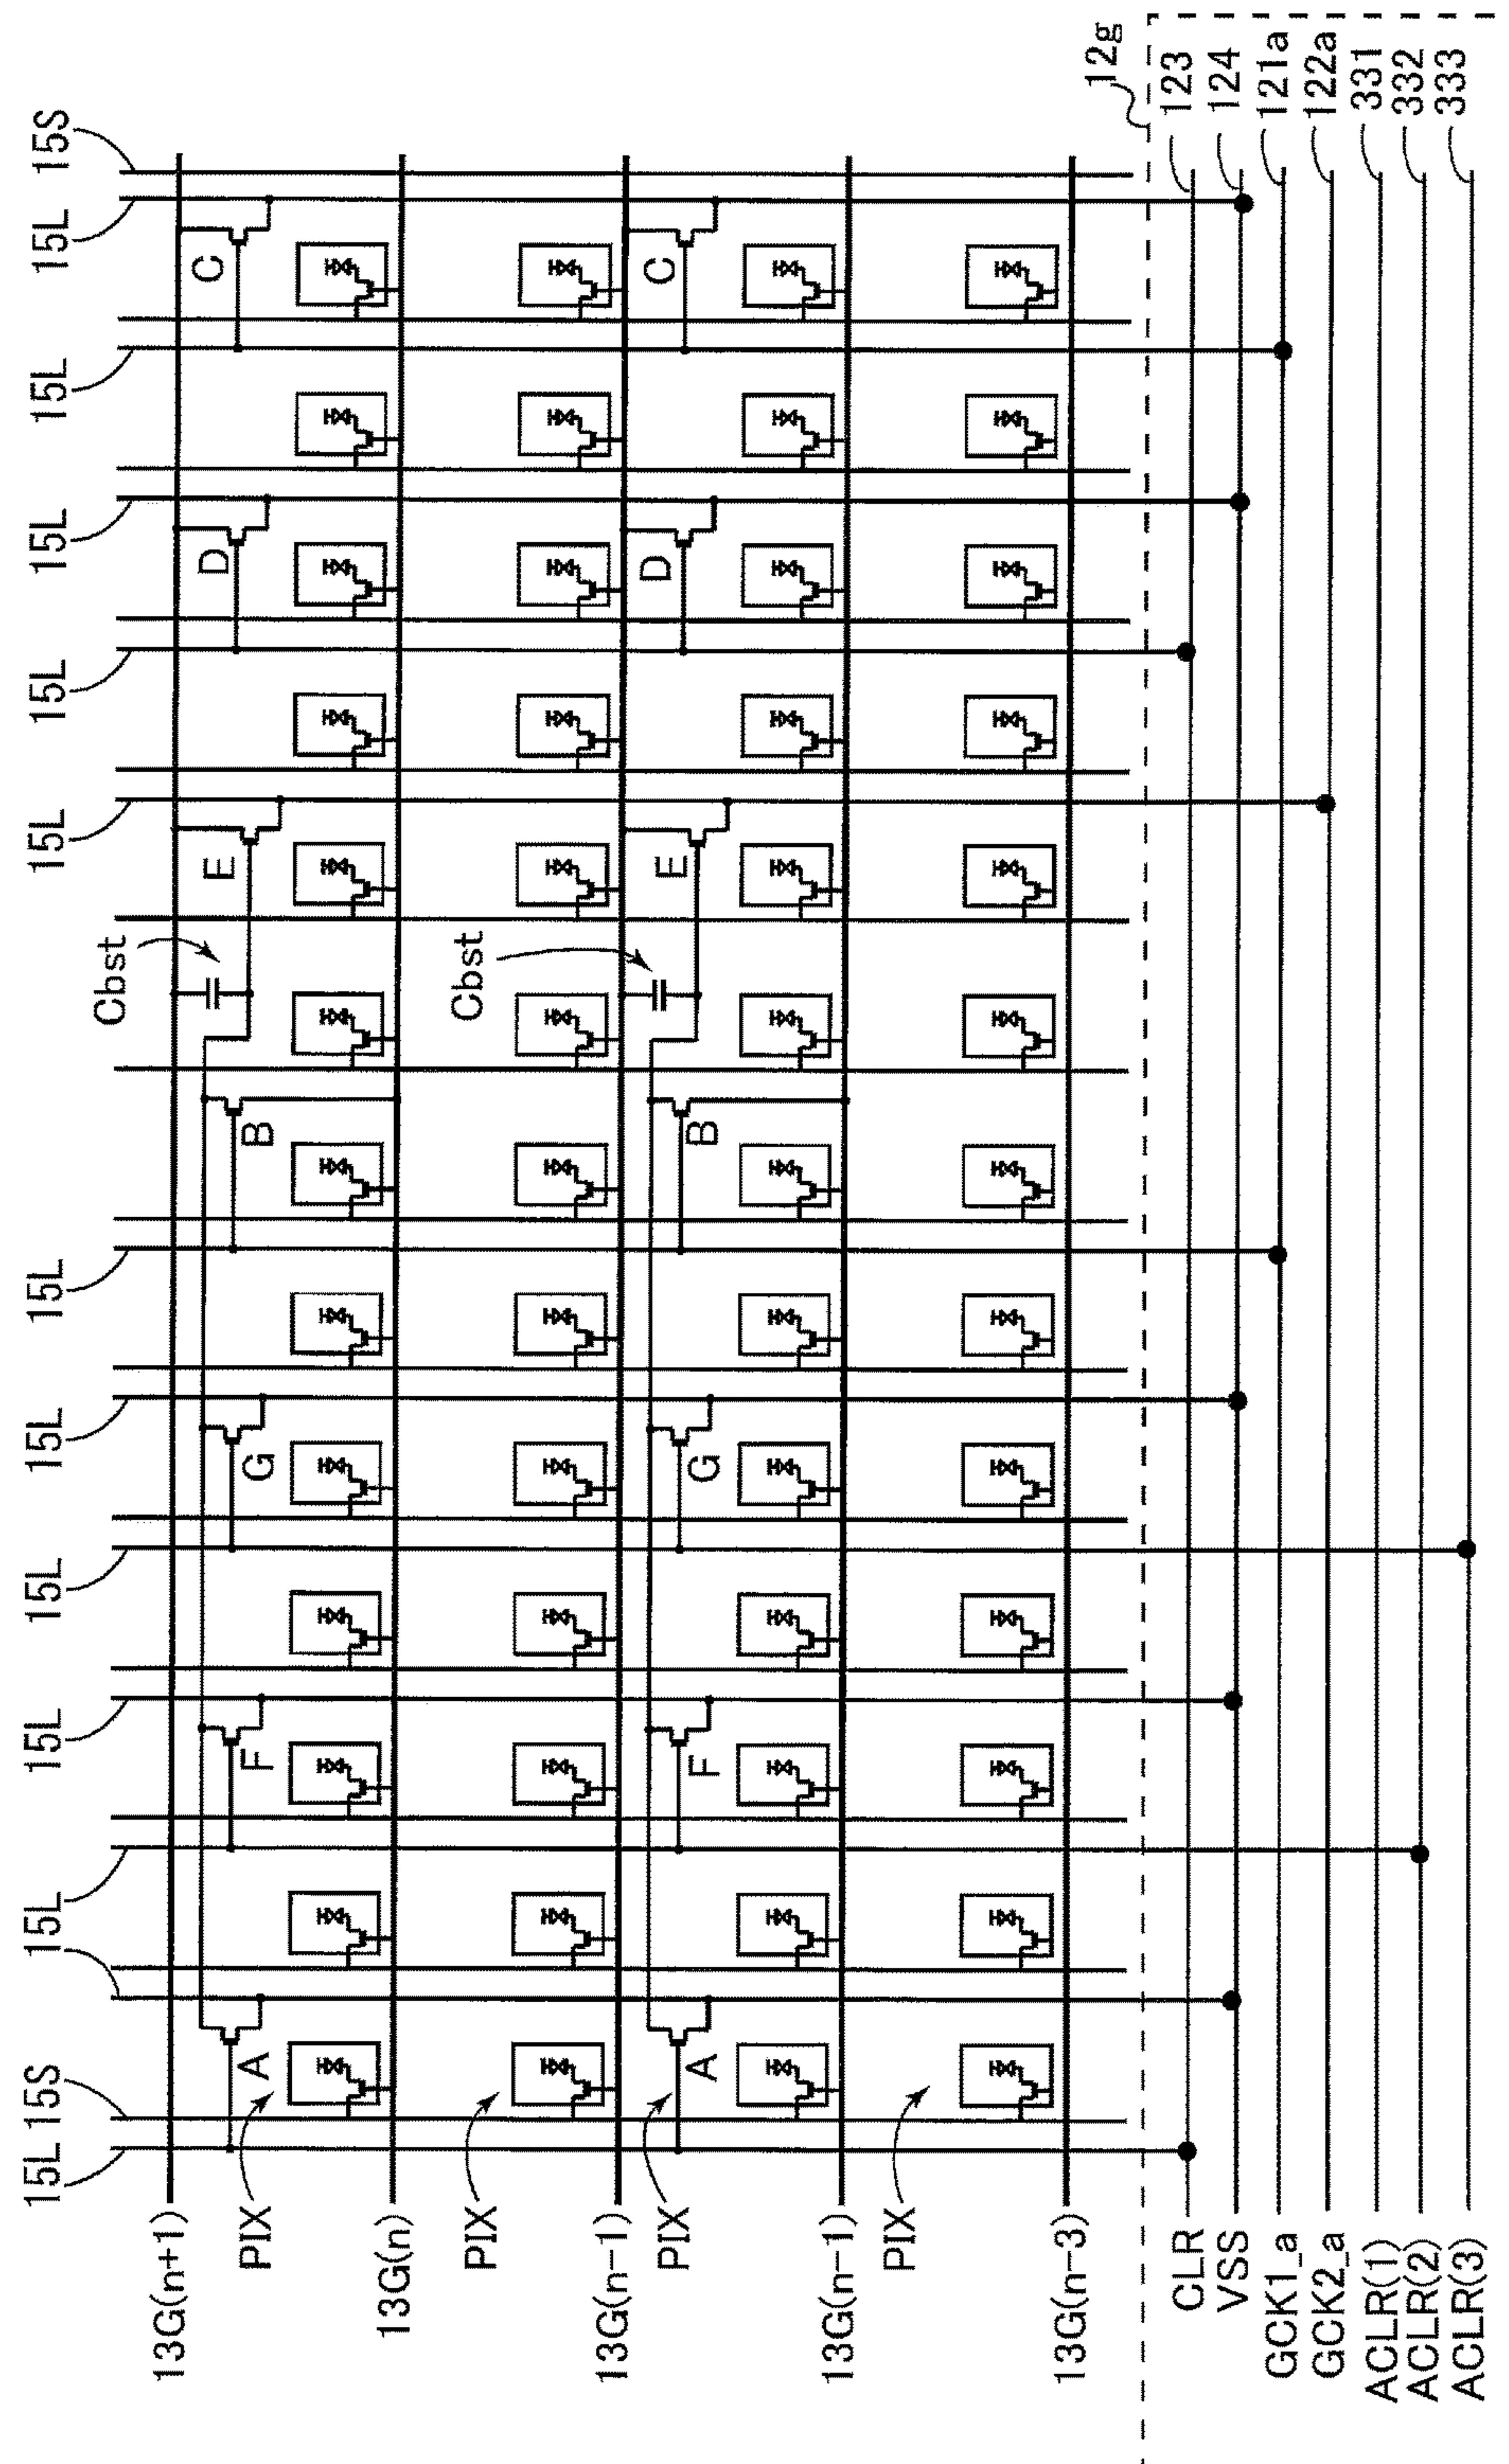 15L 15S 15L 15L 15L 15L 15L 15L 15L 15L 15L 15L 15S
Cbst
13G(n+1)
PIX A F G B E D C
13G(n)
Cbst
PIX
13G(n-1)
PIX A F G B E D C
13G(n-1)
PIX
13G(n-3)
12g
CLR 123
VSS 124
GCK1_a 121a
GCK2_a 122a
ACLR(1) 331
ACLR(2) 332
ACLR(3) 333